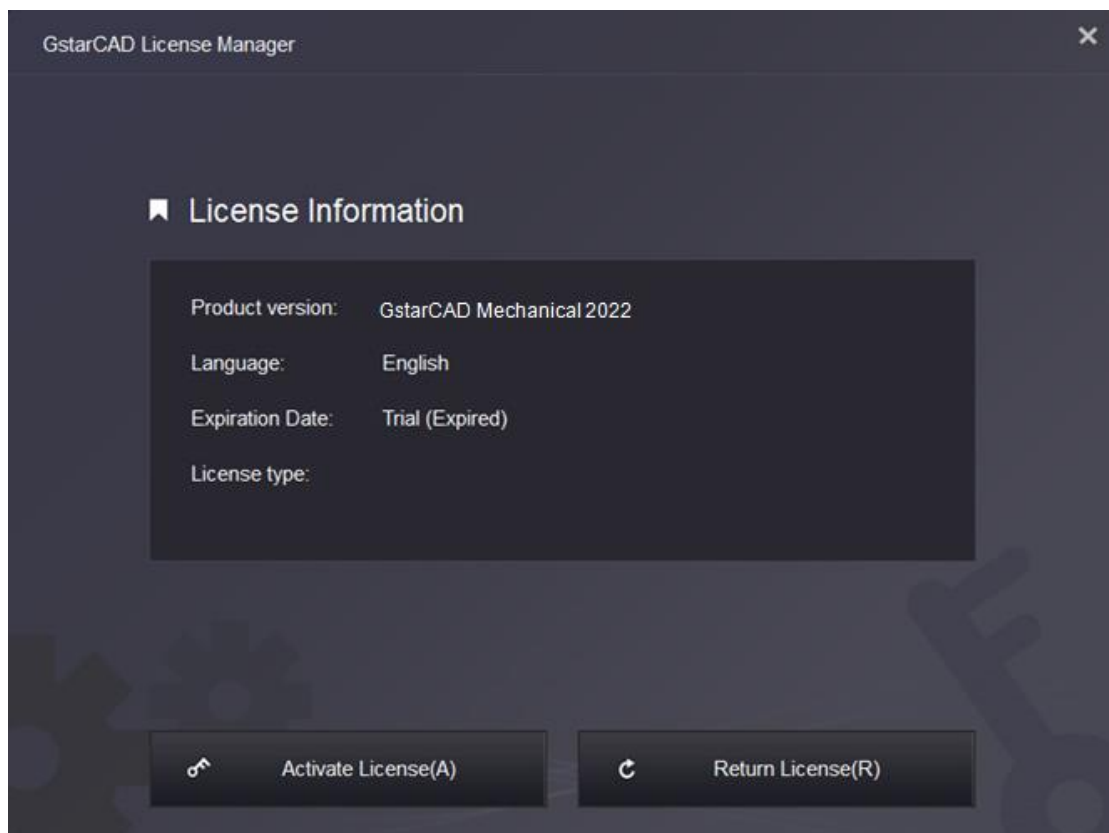 GstarCAD License Manager
License Information
Product version: GstarCAD Mechanical 2022
Language: English
Expiration Date: Trial (Expired)
License type:
Activate License(A) Return License(R)